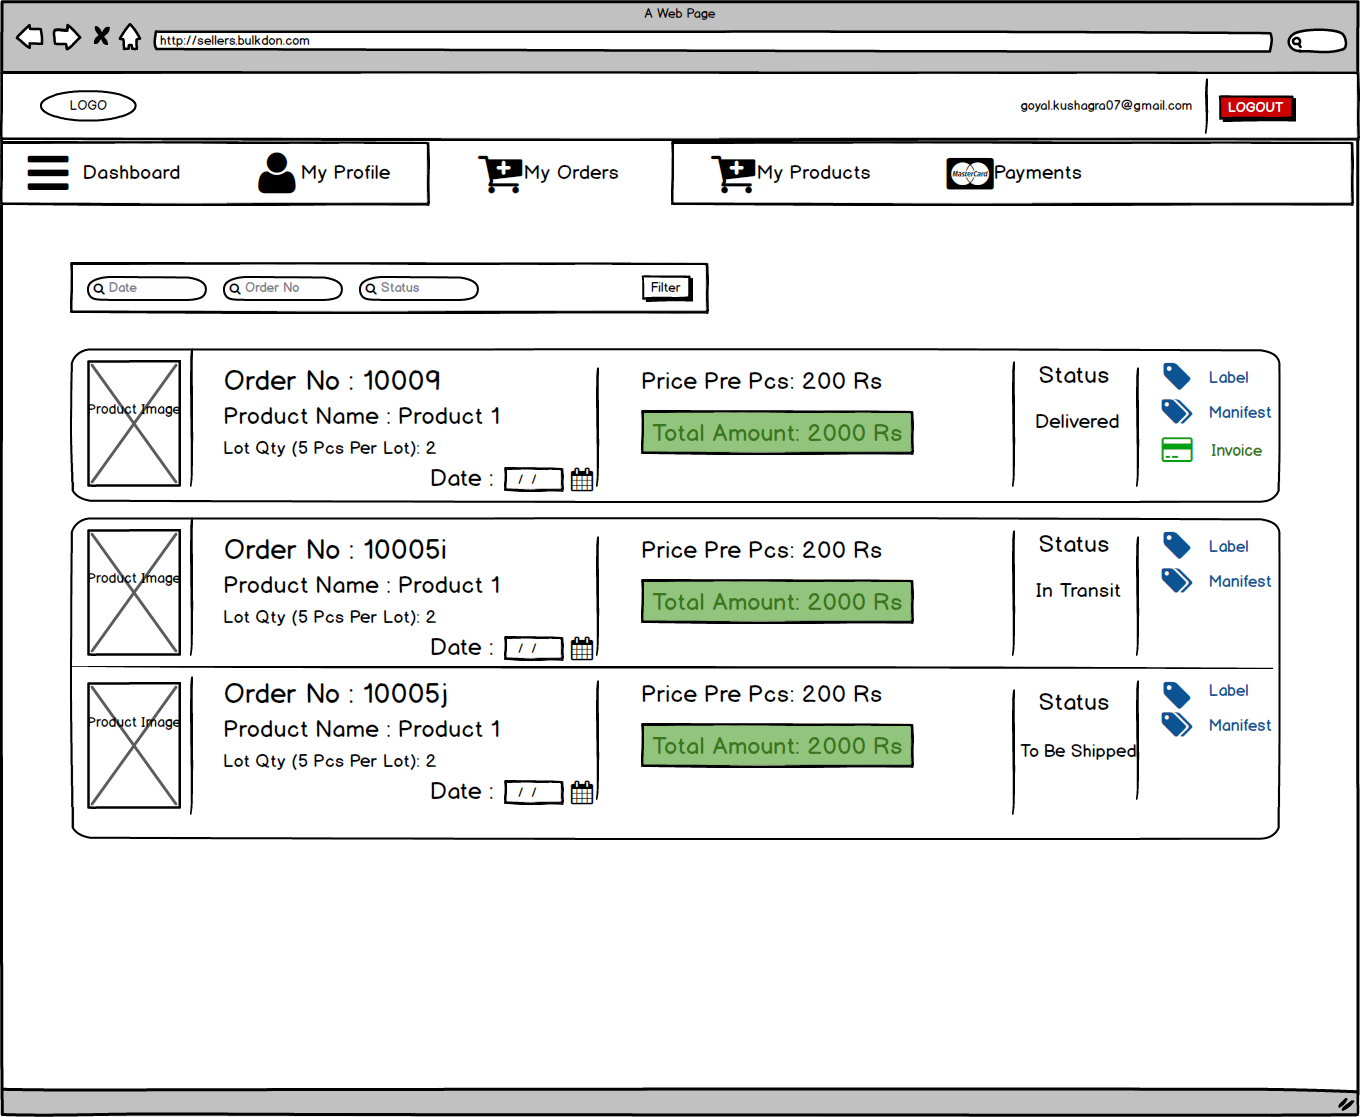 A Web Page
http://sellers.bulkdon.com
LOGO
goyal.kushagra07@gmail.com
LOGOUT
Dashboard
My Profile
My Orders
My Products
MasterCard
Payments
Date
Order No
Status
Filter
Product Image
Order No : 10009
Product Name : Product 1
Lot Qty (5 Pcs Per Lot): 2
Date : / /
Price Pre Pcs: 200 Rs
Total Amount: 2000 Rs
Status
Delivered
Label
Manifest
Invoice
Product Image
Order No : 10005i
Product Name : Product 1
Lot Qty (5 Pcs Per Lot): 2
Date : / /
Price Pre Pcs: 200 Rs
Total Amount: 2000 Rs
Status
In Transit
Label
Manifest
Product Image
Order No : 10005j
Product Name : Product 1
Lot Qty (5 Pcs Per Lot): 2
Date : / /
Price Pre Pcs: 200 Rs
Total Amount: 2000 Rs
Status
To Be Shipped
Label
Manifest